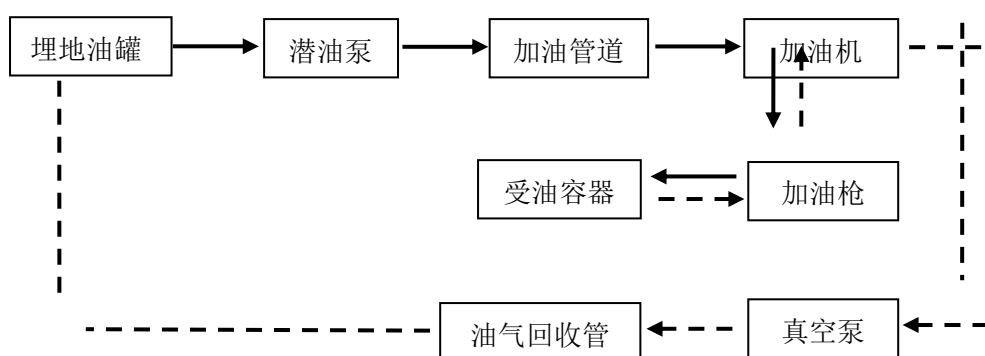 埋地油罐
潜油泵
加油管道
加油机
受油容器
加油枪
油气回收管
真空泵